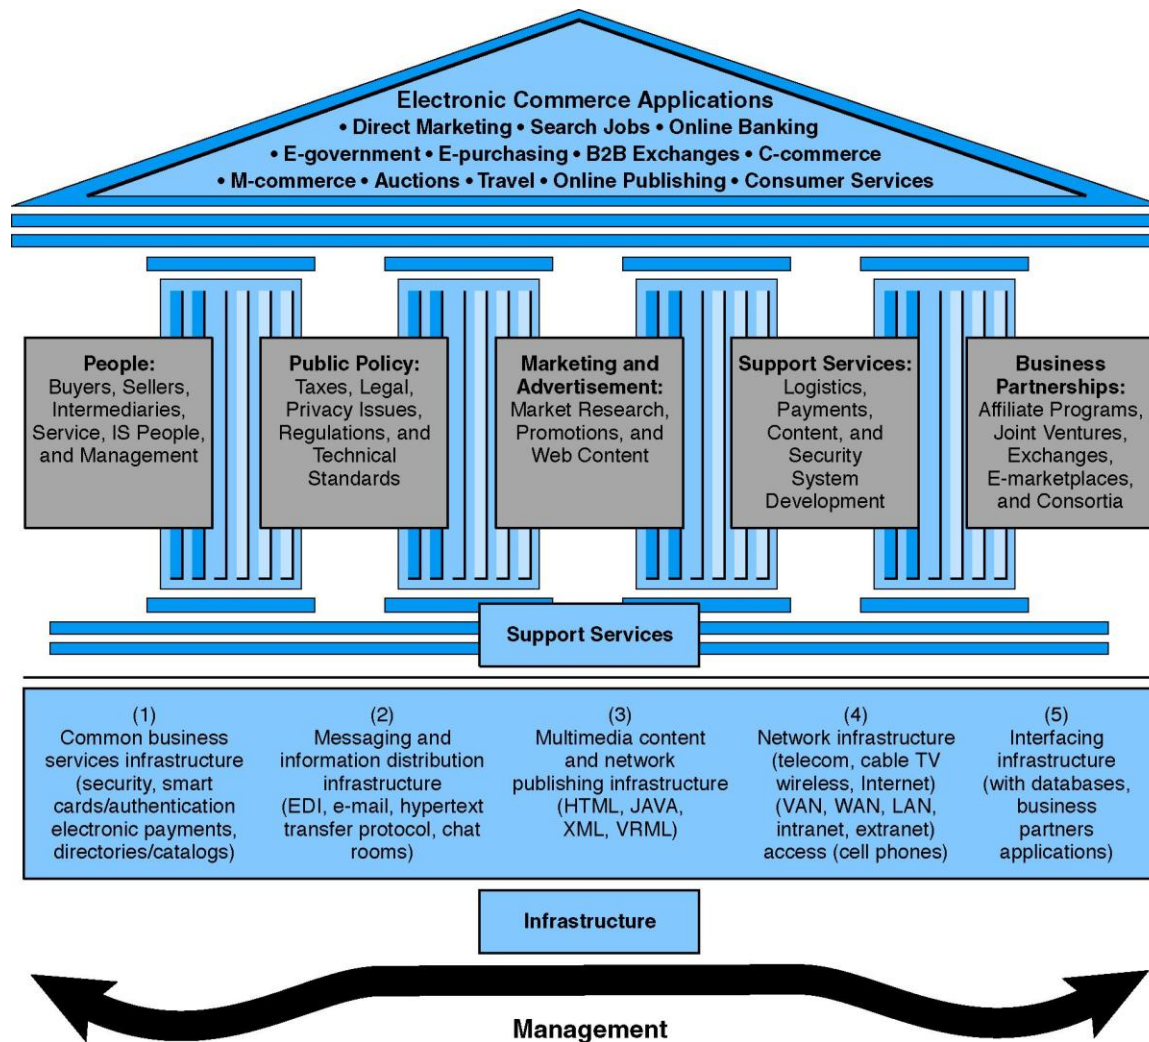 Electronic Commerce Applications
• Direct Marketing • Search Jobs • Online Banking
• E-government • E-purchasing • B2B Exchanges • C-commerce
• M-commerce • Auctions • Travel • Online Publishing • Consumer Services
People:
Buyers, Sellers,
Intermediaries,
Service, IS People,
and Management
Public Policy:
Taxes, Legal,
Privacy Issues,
Regulations, and
Technical
Standards
Marketing and
Advertisement:
Market Research,
Promotions, and
Web Content
Support Services:
Logistics,
Payments,
Content, and
Security
System
Development
Business
Partnerships:
Affiliate Programs,
Joint Ventures,
Exchanges,
E-marketplaces,
and Consortia
Support Services
(1)
Common business
services infrastructure
(security, smart
cards/authentication
electronic payments,
directories/catalogs)
(2)
Messaging and
information distribution
infrastructure
(EDI, e-mail, hypertext
transfer protocol, chat
rooms)
(3)
Multimedia content
and network
publishing infrastructure
(HTML, JAVA,
XML, VRML)
(4)
Network infrastructure
(telecom, cable TV
wireless, Internet)
(VAN, WAN, LAN,
intranet, extranet)
access (cell phones)
(5)
Interfacing
infrastructure
(with databases,
business
partners
applications)
Infrastructure
Management